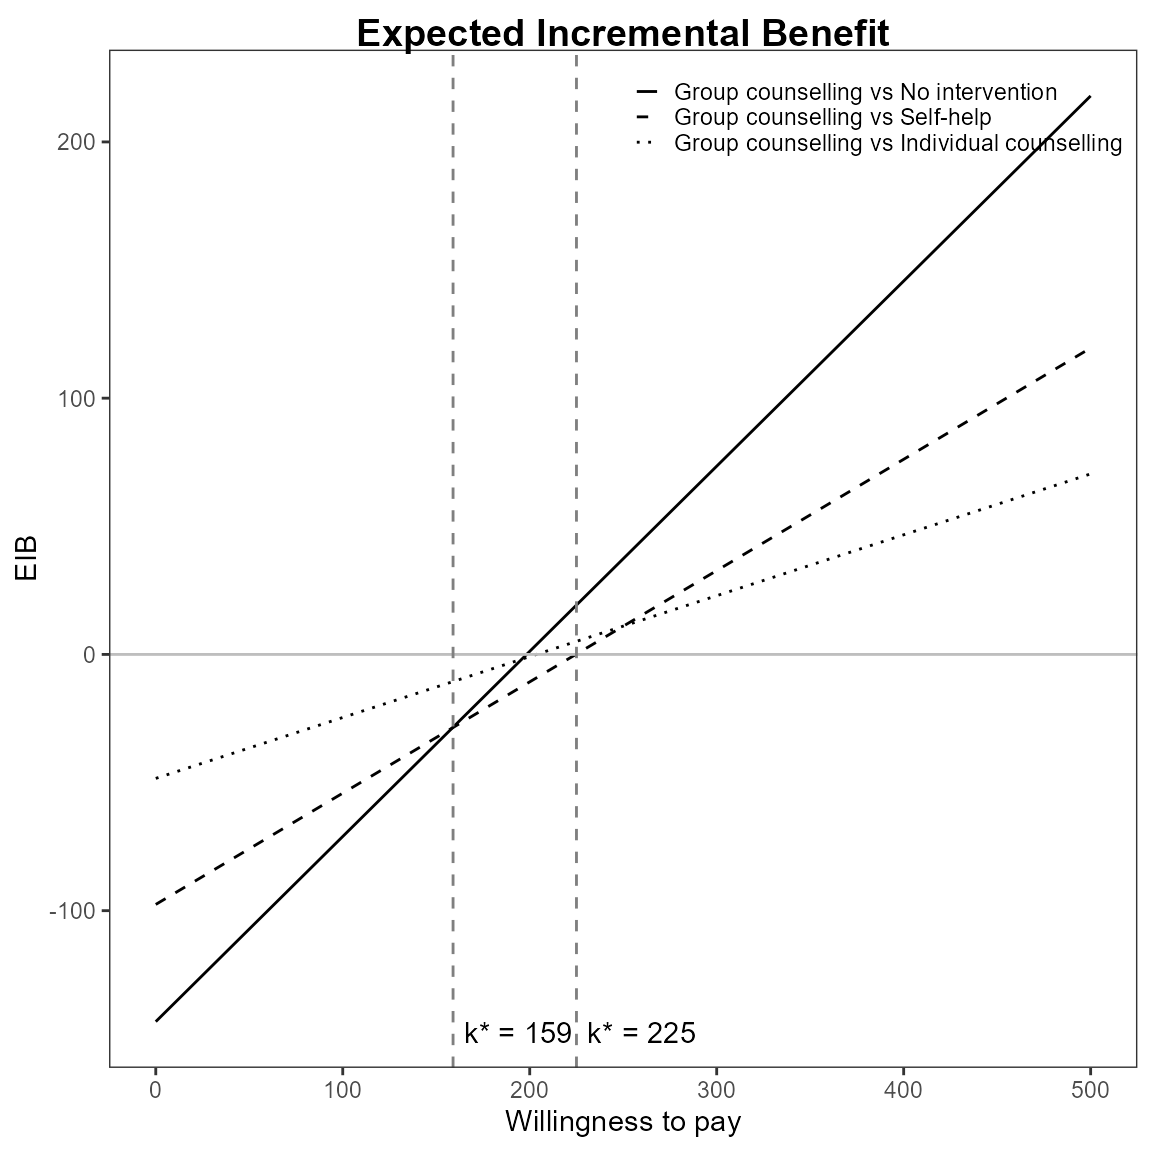 Expected Incremental Benefit
Group counselling vs No intervention
Group counselling vs Self-help
Group counselling vs Individual counselling
200
100
0
-100
EIB
k* = 159
k* = 225
0
100
200
300
400
500
Willingness to pay